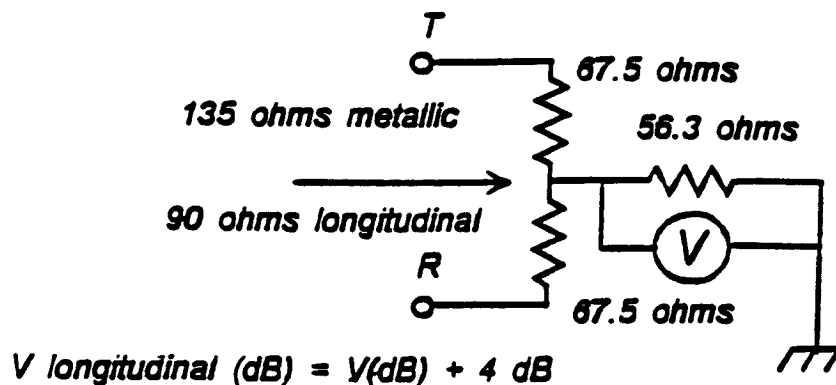 T
67.5 ohms
135 ohms metallic
56.3 ohms
90 ohms longitudinal
V
R
67.5 ohms
V longitudinal (dB) = V(dB) + 4 dB